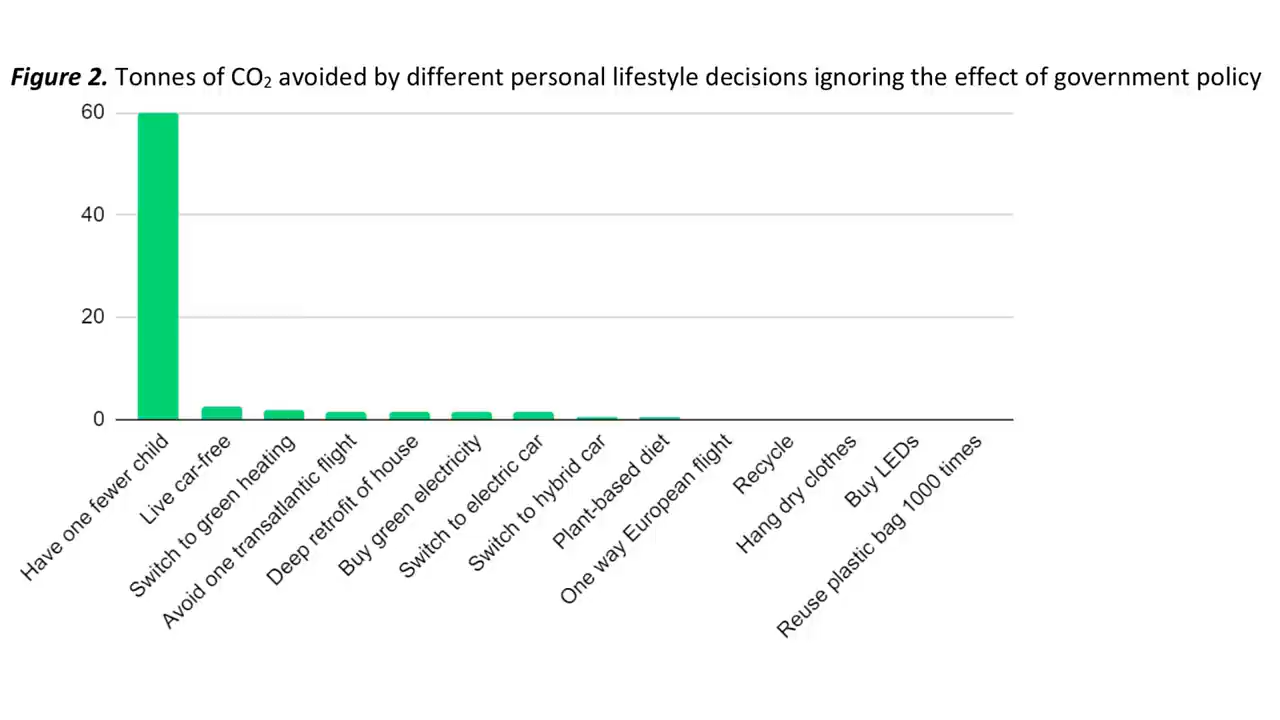 Figure 2. Tonnes of CO₂ avoided by different personal lifestyle decisions ignoring the effect of government policy
60
40
20
0
Have one fewer child
Live car-free
Switch to green heating
Avoid one transatlantic flight
Deep retrofit of house
Buy green electricity
Switch to electric car
Switch to hybrid car
Plant-based diet
One way European flight
Recycle
Hang dry clothes
Buy LEDs
Reuse plastic bag 1000 times